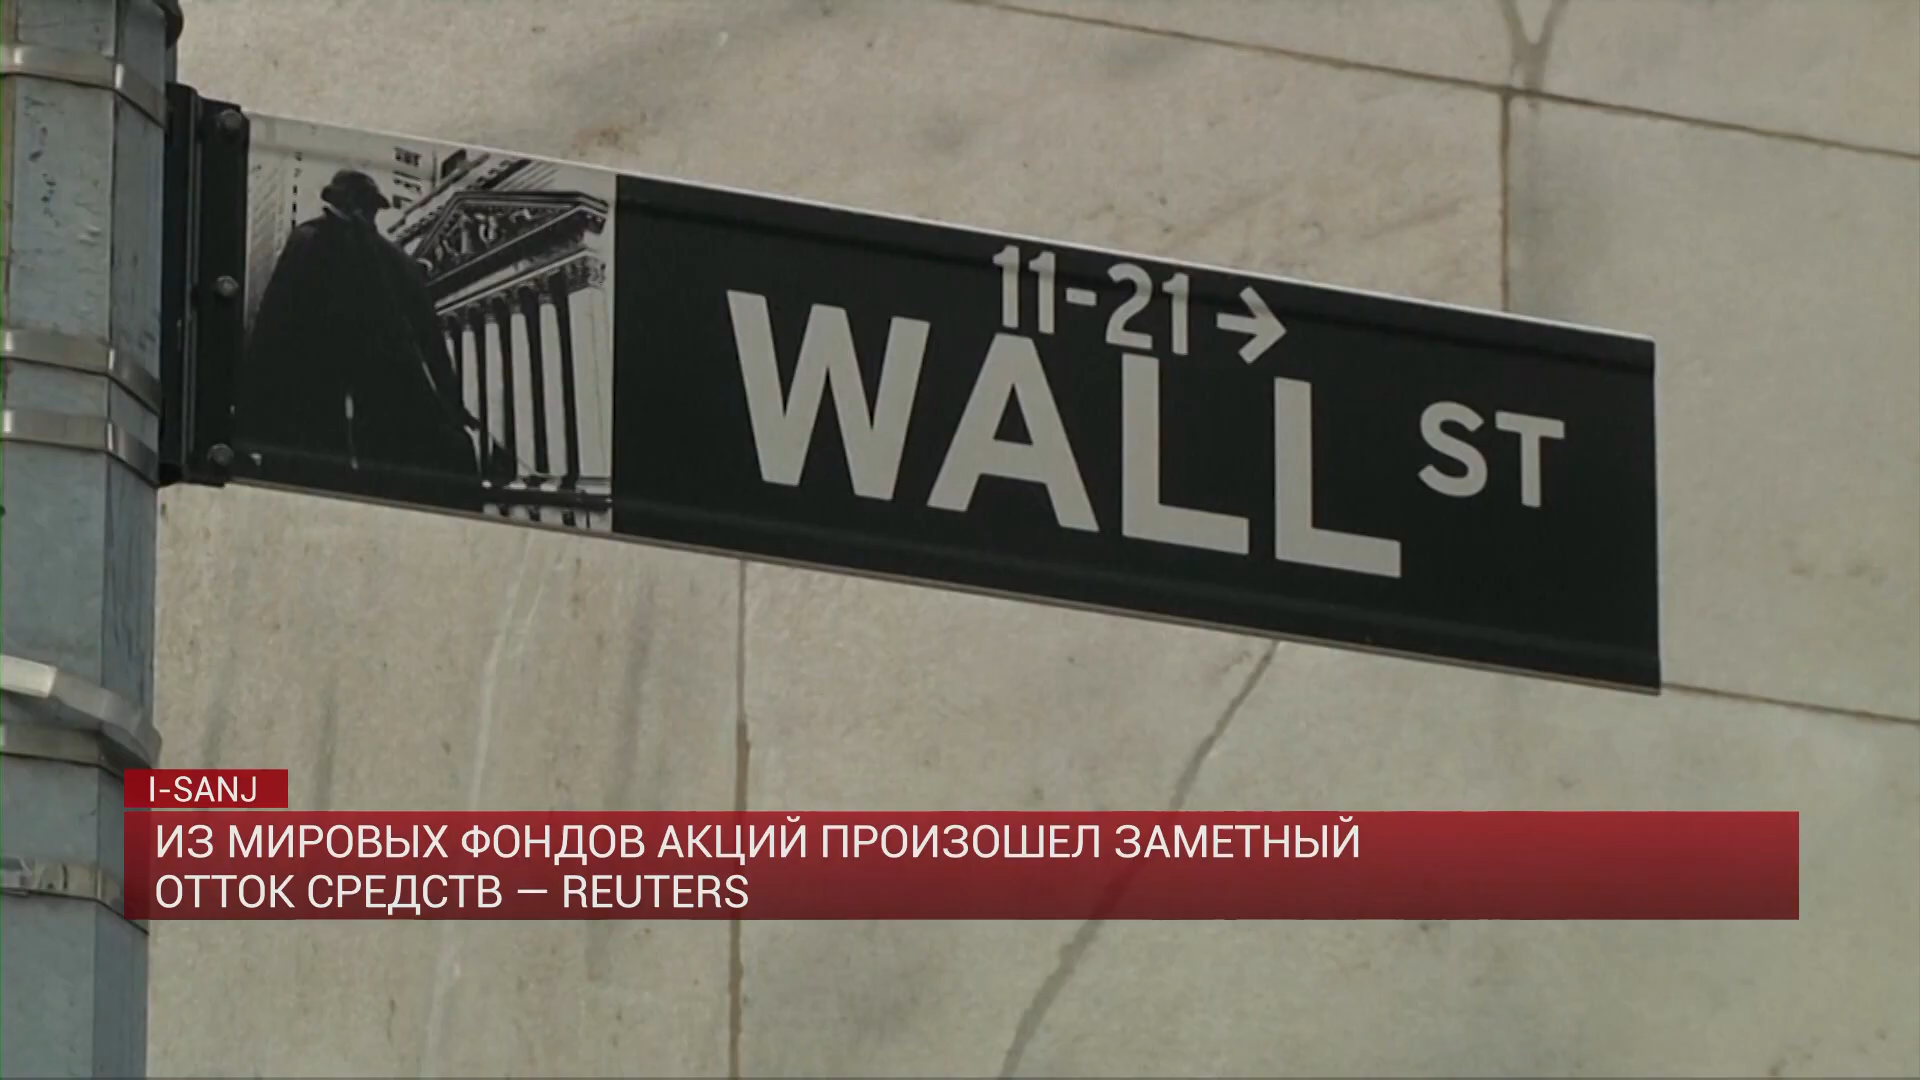 11-21 →
WALL ST
I-SANJ
ИЗ МИРОВЫХ ФОНДОВ АКЦИЙ ПРОИЗОШЕЛ ЗАМЕТНЫЙ
ОТТОК СРЕДСТВ — REUTERS